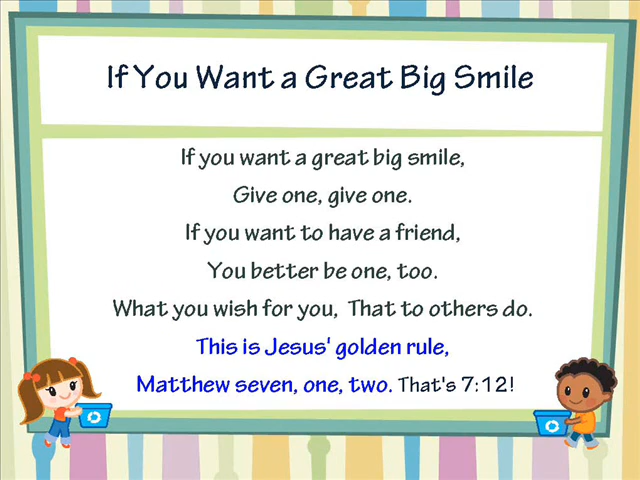 If You Want a Great Big Smile
If you want a great big smile,
Give one, give one.
If you want to have a friend,
You better be one, too.
What you wish for you, That to others do.
This is Jesus' golden rule,
Matthew seven, one, two. That's 7:12!